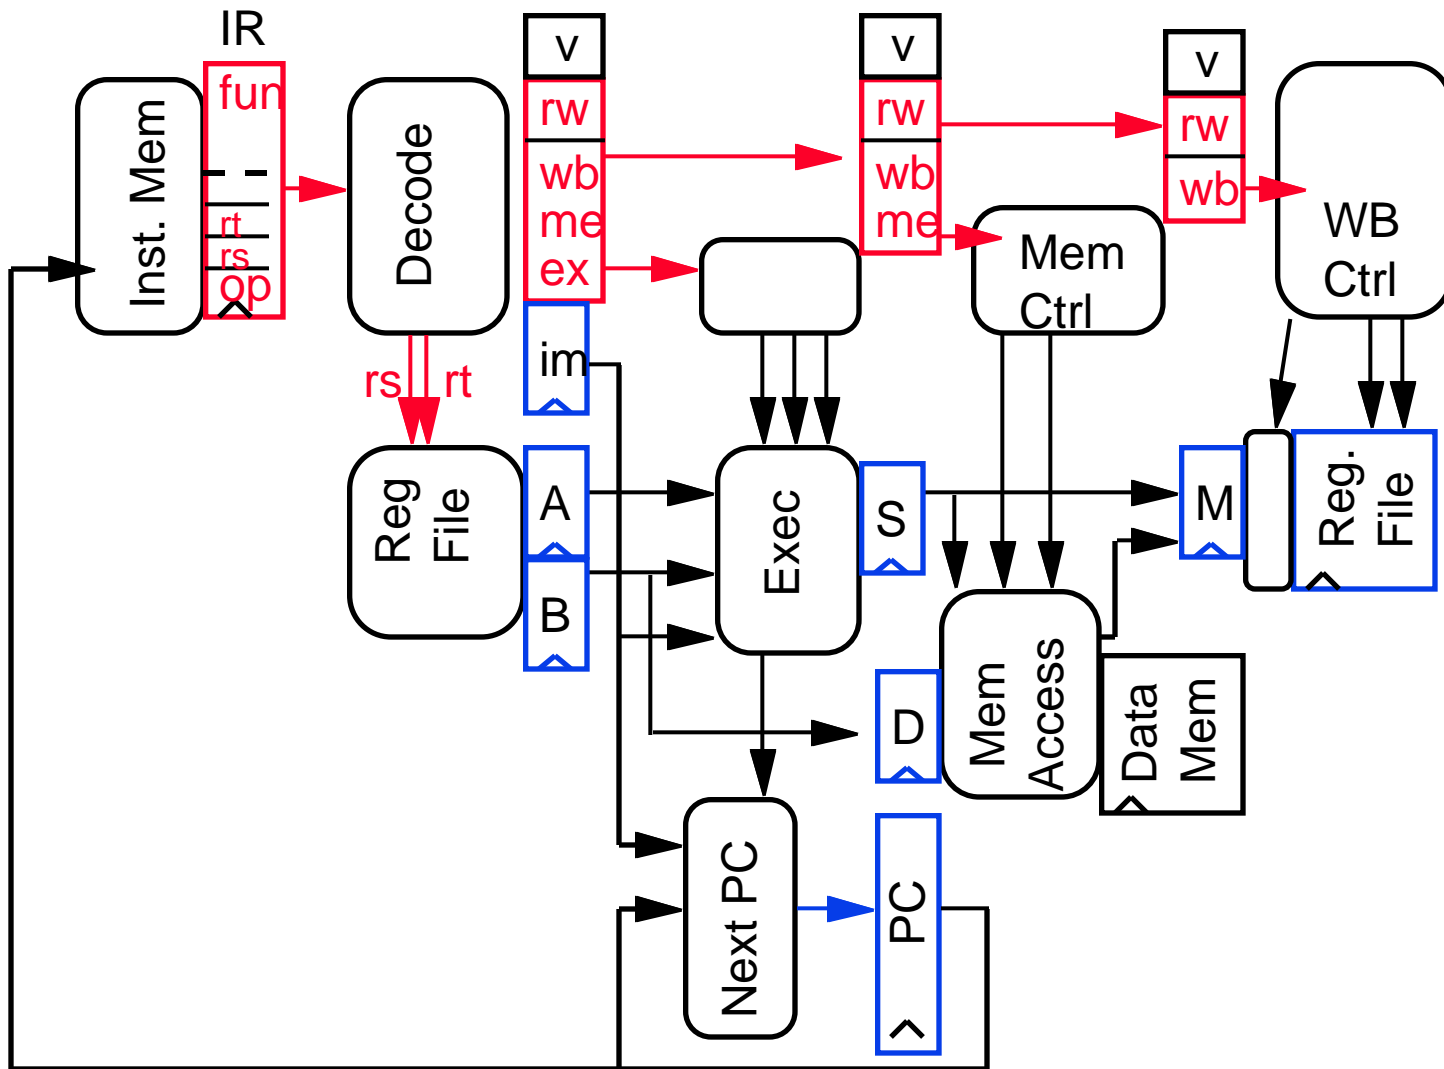 IR
fun
rt
rs
op
Inst. Mem
Decode
rs
rt
v
rw
wb
me
ex
im
v
rw
wb
me
v
rw
wb
Mem
Ctrl
WB
Ctrl
Reg
File
A
B
Exec
S
M
Reg.
File
D
Mem
Access
Data
Mem
Next PC
PC